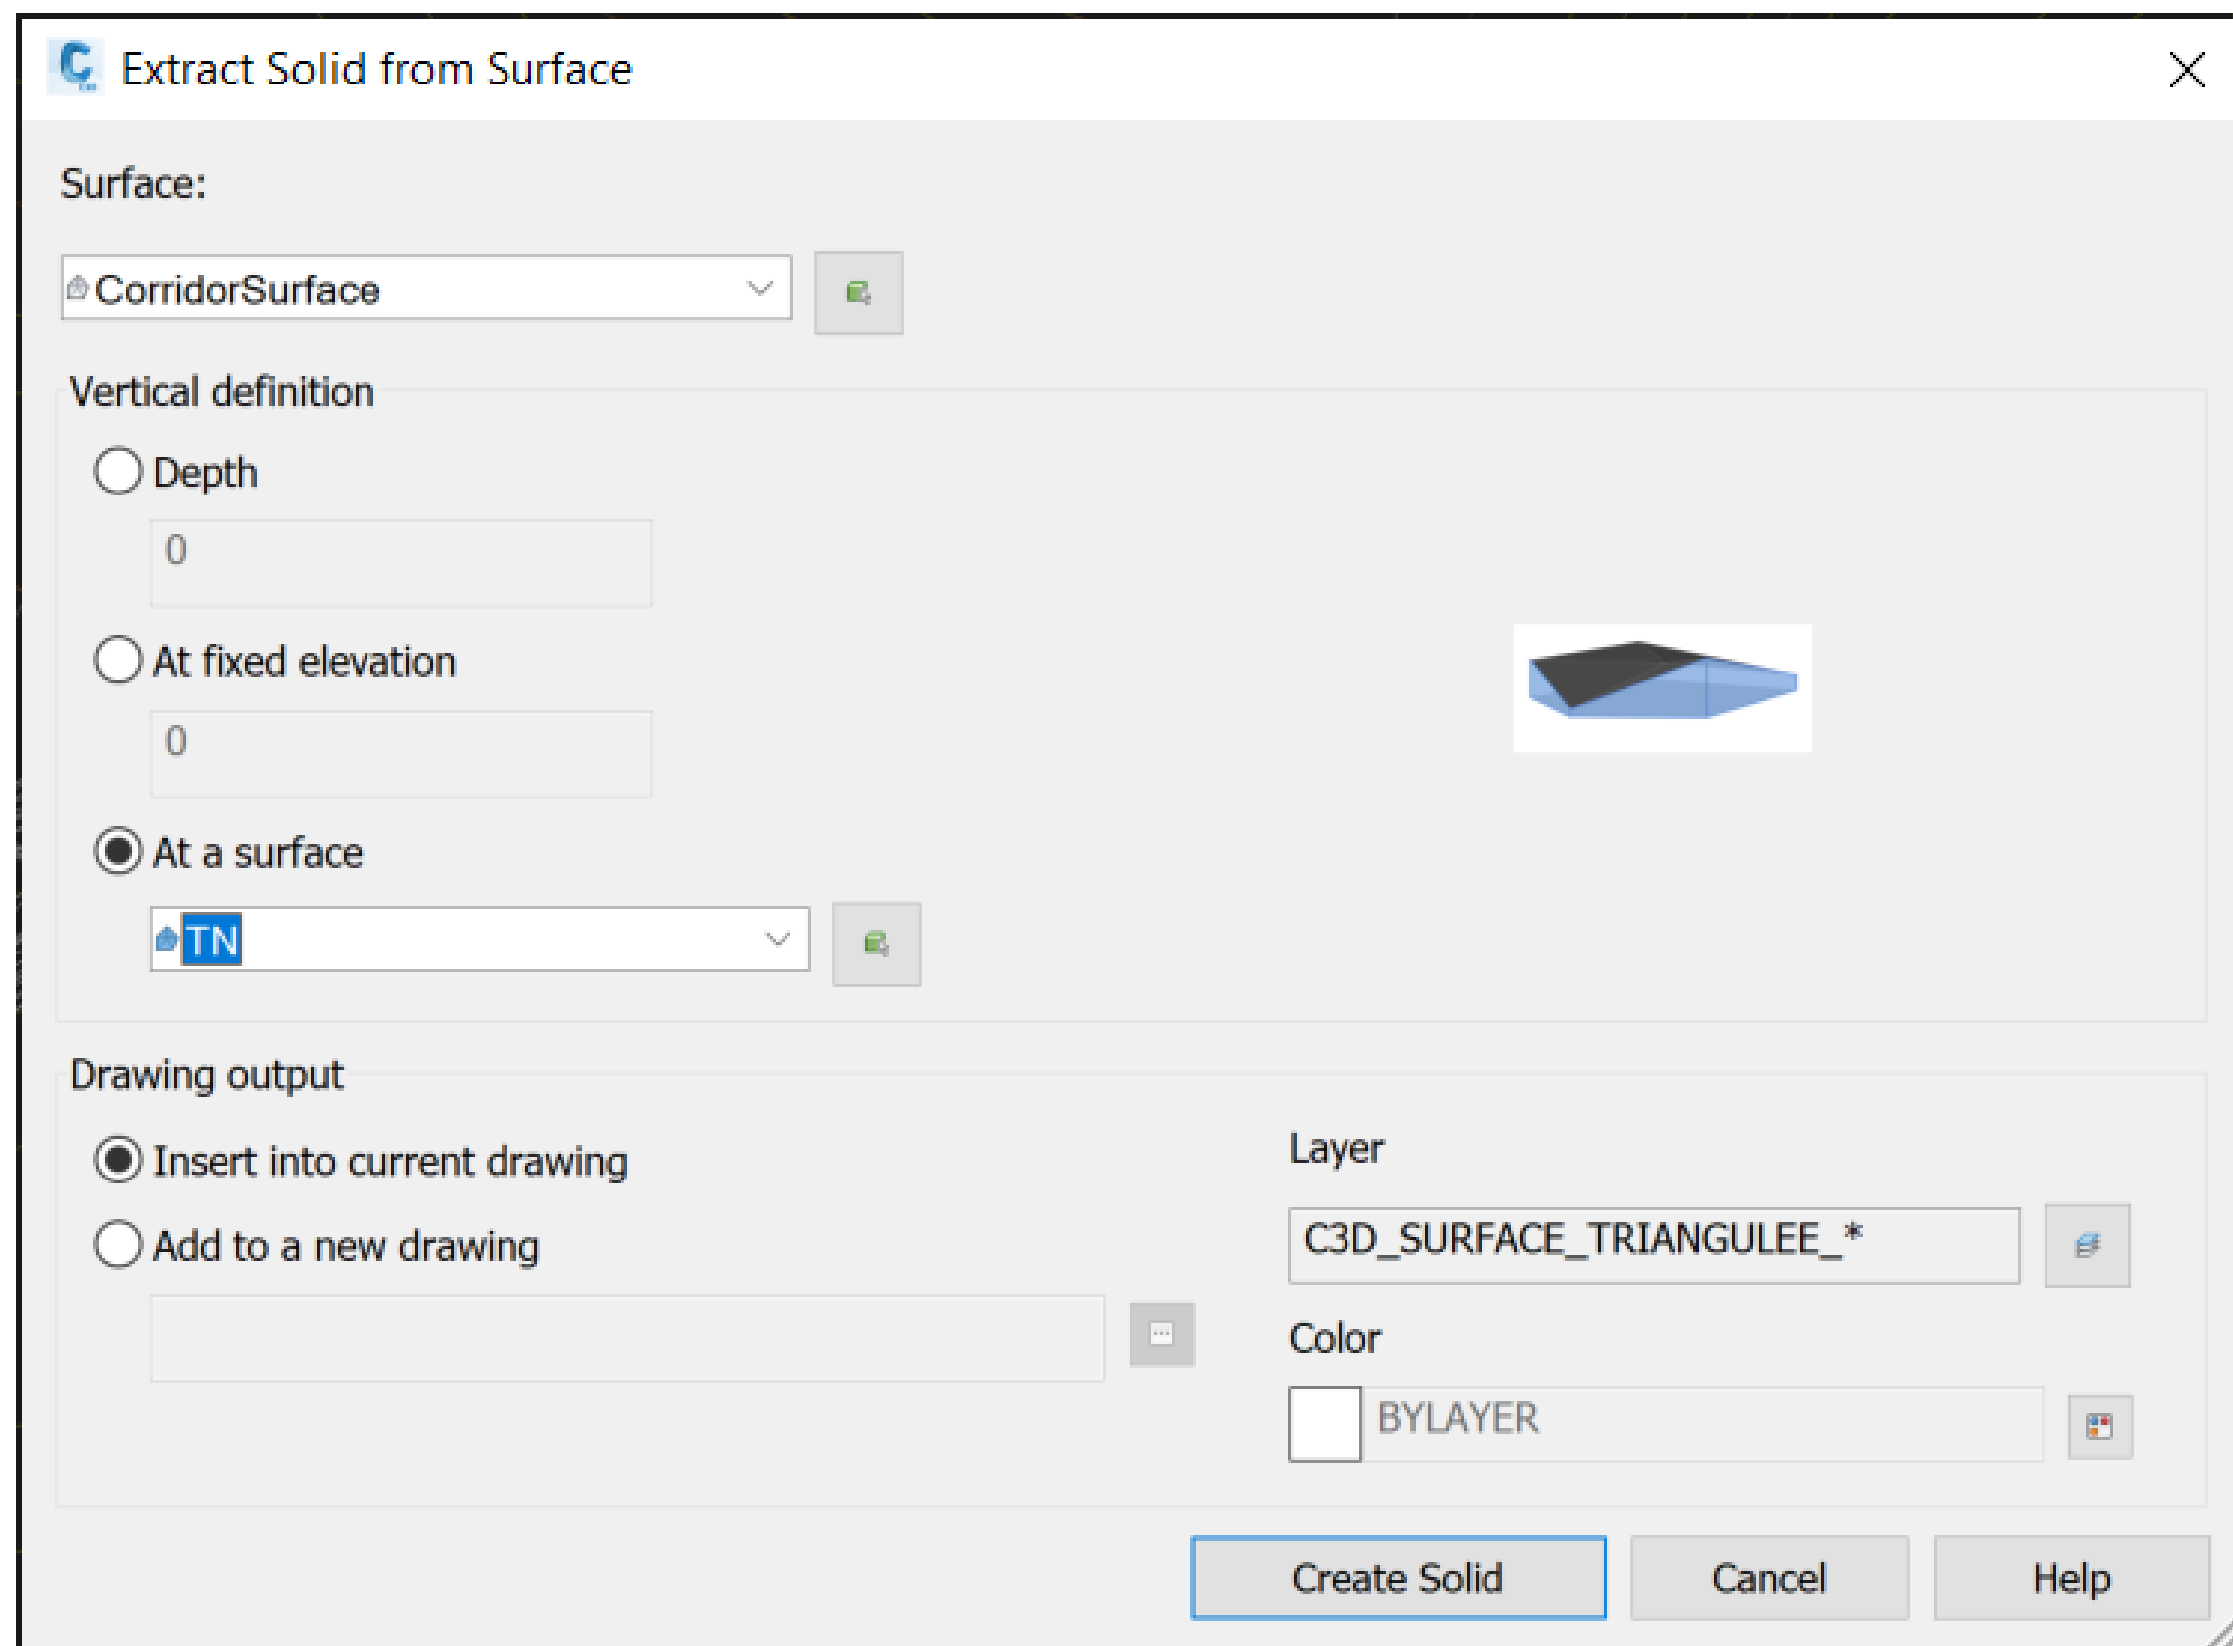 Extract Solid from Surface
Surface:
CorridorSurface
Vertical definition
Depth
0
At fixed elevation
0
At a surface
TN
Drawing output
Insert into current drawing
Layer
C3D_SURFACE_TRIANGULEE_*
Add to a new drawing
Color
BYLAYER
Create Solid Cancel Help